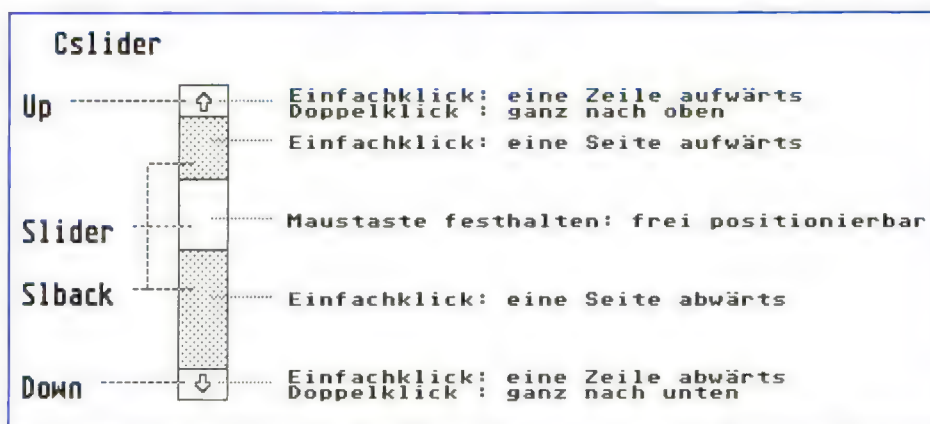 Cslider
Up
Einfachklick: eine Zeile aufwärts
Doppelklick : ganz nach oben
Einfachklick: eine Seite aufwärts
Slider
Maustaste festhalten: frei positionierbar
Slback
Einfachklick: eine Seite abwärts
Down
Einfachklick: eine Zeile abwärts
Doppelklick : ganz nach unten